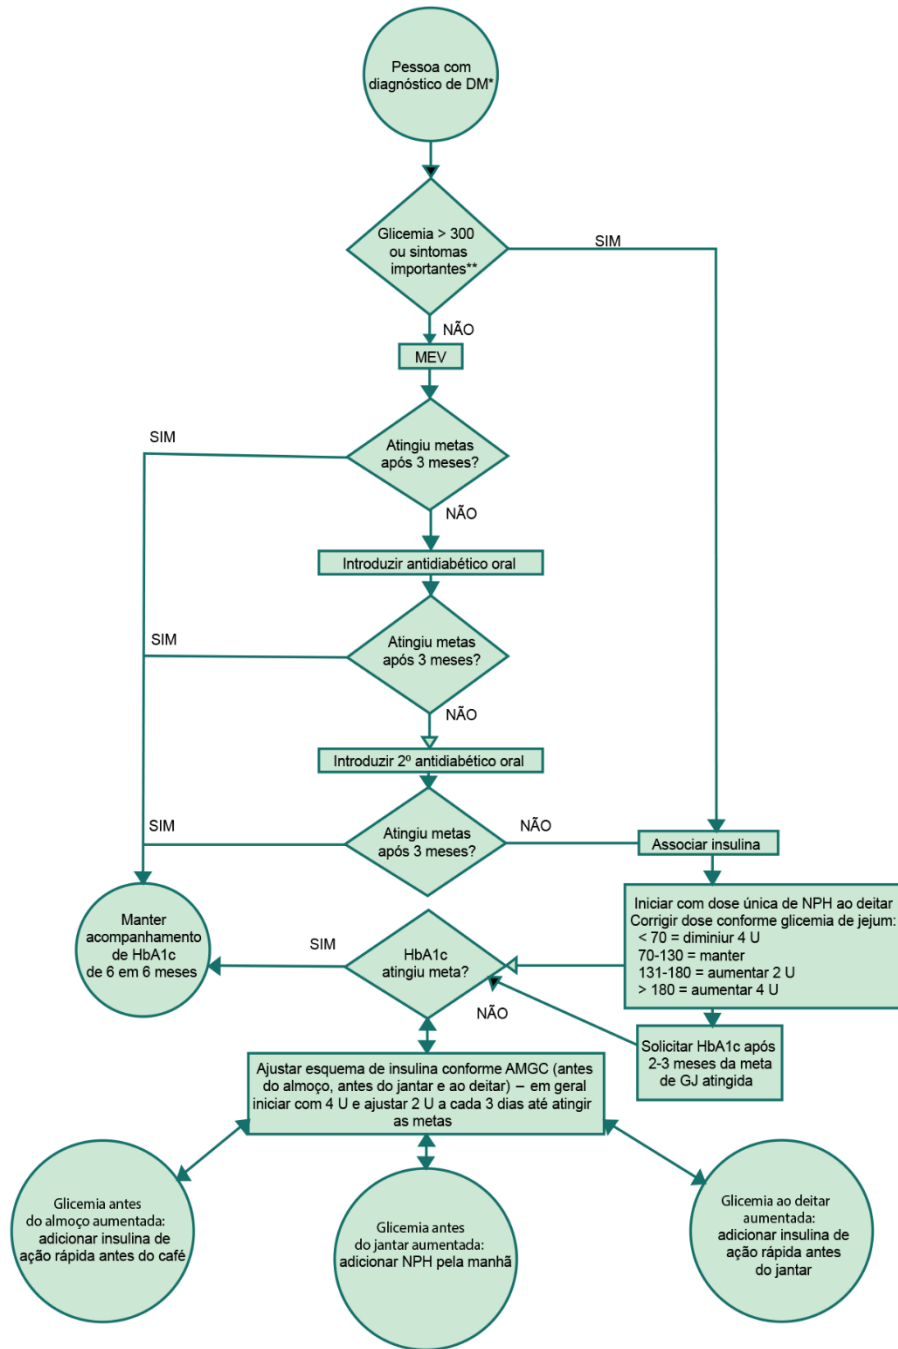 Pessoa com
diagnóstico de DM*
Glicemia > 300
ou sintomas
importantes**
SIM
NÃO
MEV
SIM
Atingiu metas
após 3 meses?
NÃO
Introduzir antidiabético oral
SIM
Atingiu metas
após 3 meses?
NÃO
Introduzir 2º antidiabético oral
SIM
Atingiu metas
após 3 meses?
NÃO
Associar insulina
Iniciar com dose única de NPH ao deitar
Corrigir dose conforme glicemia de jejum:
< 70 = diminiur 4 U
70-130 = manter
131-180 = aumentar 2 U
> 180 = aumentar 4 U
Manter
acompanhamento
de HbA1c
de 6 em 6 meses
SIM
HbA1c
atingiu meta?
NÃO
Solicitar HbA1c após
2-3 meses da meta
de GJ atingida
Ajustar esquema de insulina conforme AMGC (antes
do almoço, antes do jantar e ao deitar) – em geral
iniciar com 4 U e ajustar 2 U a cada 3 dias até atingir
as metas
Glicemia antes
do almoço aumentada:
adicionar insulina de
ação rápida antes do café
Glicemia antes
do jantar aumentada:
adicionar NPH pela manhã
Glicemia ao deitar
aumentada:
adicionar insulina de
ação rápida antes
do jantar